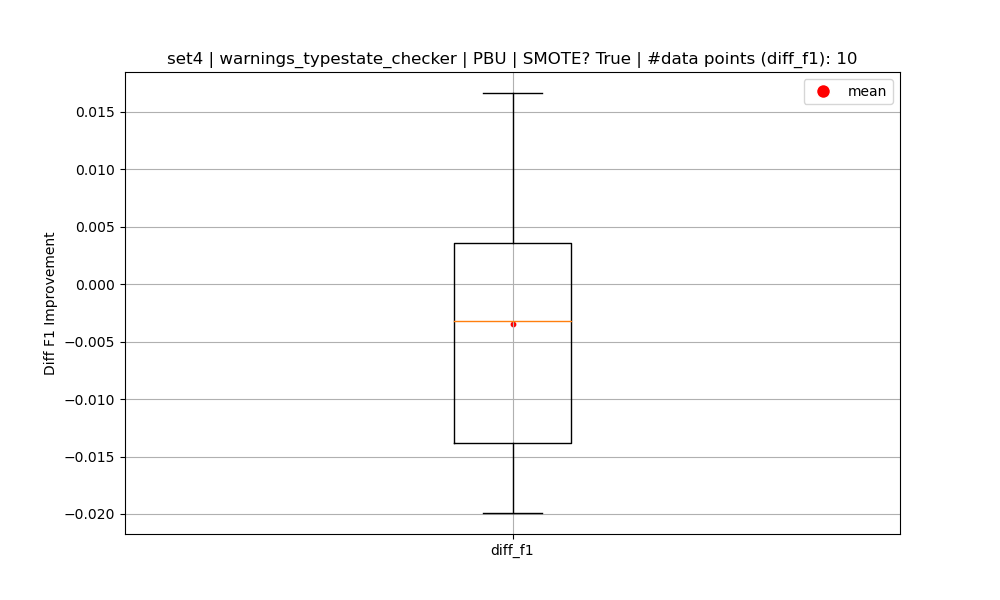 set4 | warnings_typestate_checker | PBU | SMOTE? True | #data points (diff_f1): 10
mean
0.015
0.010
0.005
0.000
−0.005
−0.010
−0.015
−0.020
Diff F1 Improvement
diff_f1